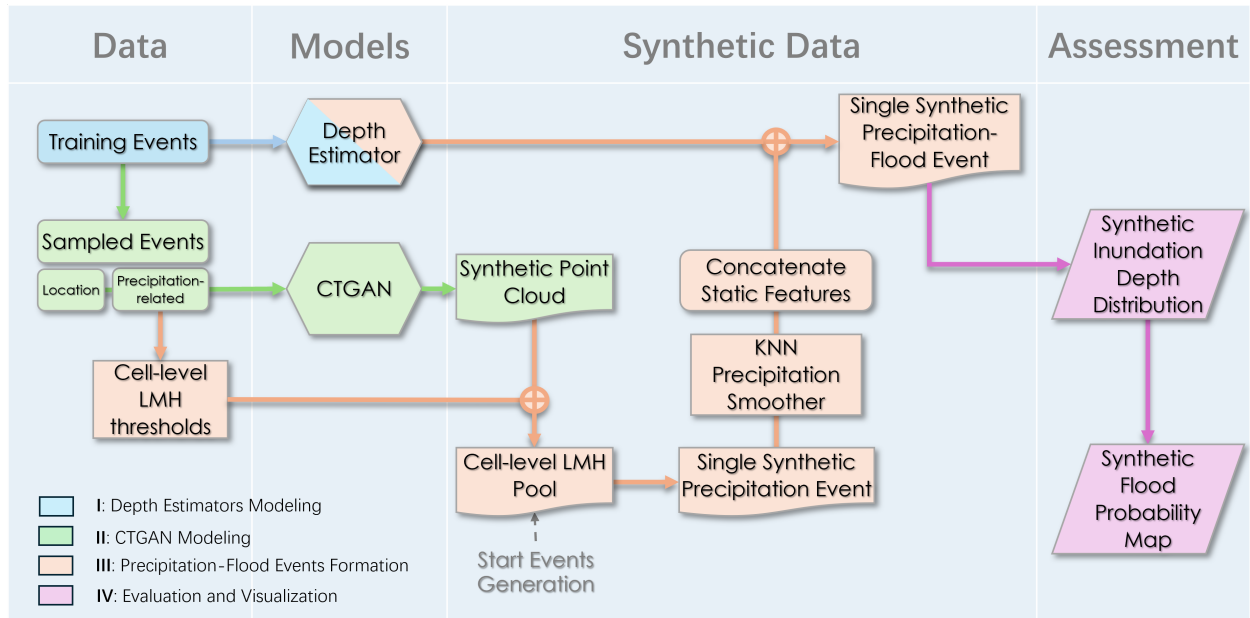 Data
Models
Synthetic Data
Assessment
Training Events
Depth
Estimator
Single Synthetic
Precipitation-
Flood Event
Sampled Events
Location
Precipitation-
related
CTGAN
Synthetic Point
Cloud
Concatenate
Static Features
Synthetic
Inundation
Depth
Distribution
Cell-level
LMH
thresholds
KNN
Precipitation
Smoother
Cell-level LMH
Pool
Single Synthetic
Precipitation Event
Synthetic
Flood
Probability
Map
Start Events
Generation
I: Depth Estimators Modeling
II: CTGAN Modeling
III: Precipitation-Flood Events Formation
IV: Evaluation and Visualization